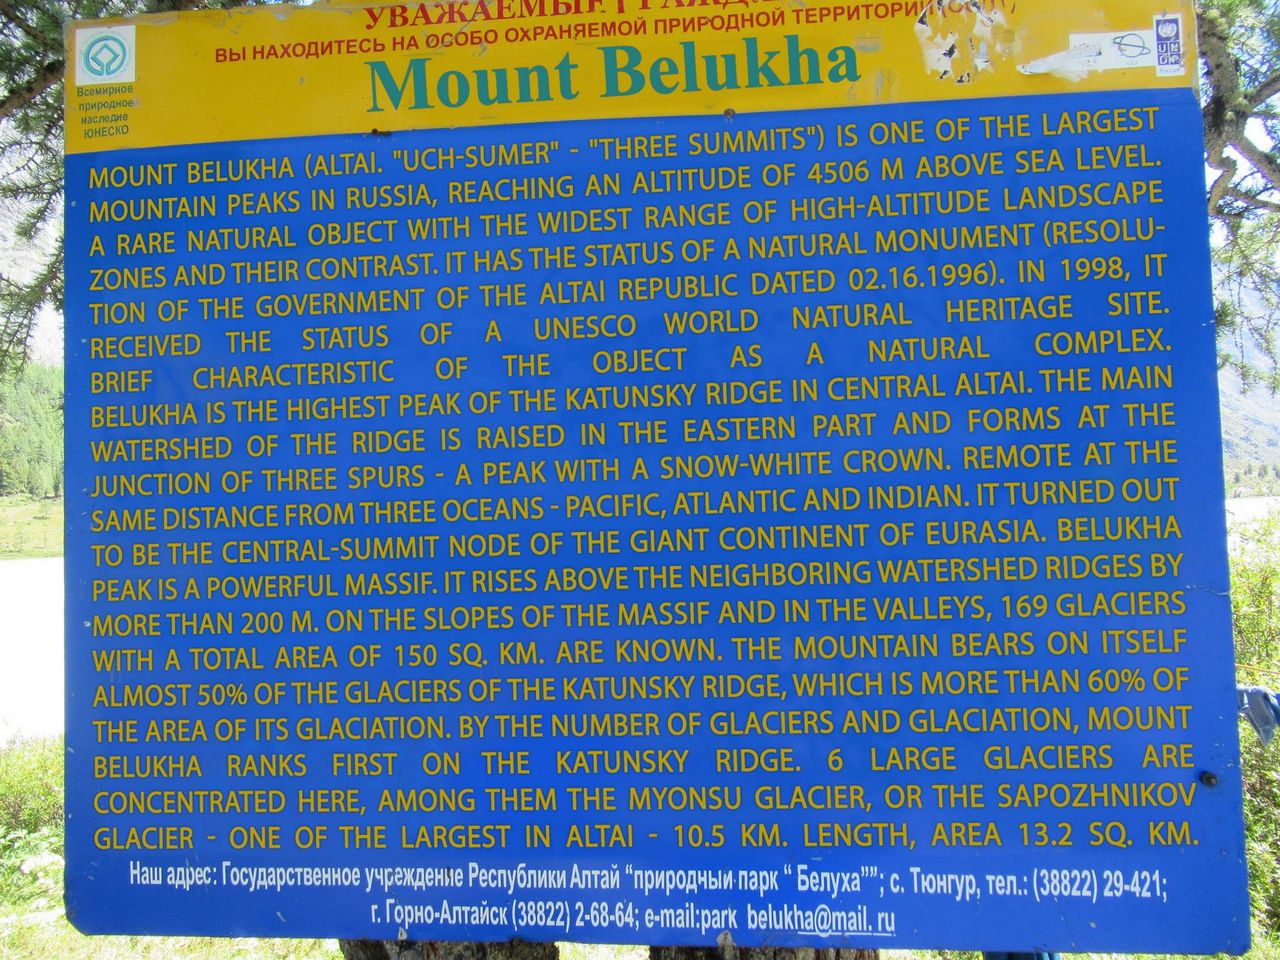 УВАЖАЕМЫЕ
ВЫ НАХОДИТЕСЬ НА ОСОБО ОХРАНЯЕМОЙ ПРИРОДНОЙ ТЕРРИТОРИИ
Всемирное
природное
наследие
ЮНЕСКО
Mount Belukha
MOUNT BELUKHA (ALTAI. "UCH-SUMER" - "THREE SUMMITS") IS ONE OF THE LARGEST
MOUNTAIN PEAKS IN RUSSIA, REACHING AN ALTITUDE OF 4506 M ABOVE SEA LEVEL.
A RARE NATURAL OBJECT WITH THE WIDEST RANGE OF HIGH-ALTITUDE LANDSCAPE
ZONES AND THEIR CONTRAST. IT HAS THE STATUS OF A NATURAL MONUMENT (RESOLU-
TION OF THE GOVERNMENT OF THE ALTAI REPUBLIC DATED 02.16.1996). IN 1998, IT
RECEIVED THE STATUS OF A UNESCO WORLD NATURAL HERITAGE SITE.
BRIEF CHARACTERISTIC OF THE OBJECT AS A NATURAL COMPLEX.
BELUKHA IS THE HIGHEST PEAK OF THE KATUNSKY RIDGE IN CENTRAL ALTAI. THE MAIN
WATERSHED OF THE RIDGE IS RAISED IN THE EASTERN PART AND FORMS AT THE
JUNCTION OF THREE SPURS - A PEAK WITH A SNOW-WHITE CROWN. REMOTE AT THE
SAME DISTANCE FROM THREE OCEANS - PACIFIC, ATLANTIC AND INDIAN. IT TURNED OUT
TO BE THE CENTRAL-SUMMIT NODE OF THE GIANT CONTINENT OF EURASIA. BELUKHA
PEAK IS A POWERFUL MASSIF. IT RISES ABOVE THE NEIGHBORING WATERSHED RIDGES BY
MORE THAN 200 M. ON THE SLOPES OF THE MASSIF AND IN THE VALLEYS, 169 GLACIERS
WITH A TOTAL AREA OF 150 SQ. KM. ARE KNOWN. THE MOUNTAIN BEARS ON ITSELF
ALMOST 50% OF THE GLACIERS OF THE KATUNSKY RIDGE, WHICH IS MORE THAN 60% OF
THE AREA OF ITS GLACIATION. BY THE NUMBER OF GLACIERS AND GLACIATION, MOUNT
BELUKHA RANKS FIRST ON THE KATUNSKY RIDGE. 6 LARGE GLACIERS ARE
CONCENTRATED HERE, AMONG THEM THE MYONSU GLACIER, OR THE SAPOZHNIKOV
GLACIER - ONE OF THE LARGEST IN ALTAI - 10.5 KM. LENGTH, AREA 13.2 SQ. KM.
Наш адрес: Государственное учреждение Республики Алтай "природный парк " Белуха""; с. Тюнгур, тел.: (38822) 29-421;
г. Горно-Алтайск (38822) 2-68-64; e-mail:park belukha@mail. ru